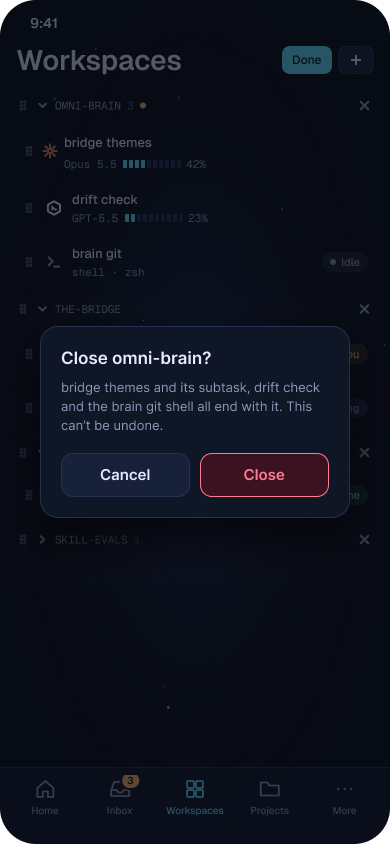 9:41
Workspaces
Done
OMNI-BRAIN 3
bridge themes
Opus 5.5 42%
drift check
GPT-5.5 23%
brain git
shell · zsh
Idle
THE-BRIDGE
Close omni-brain?
bridge themes and its subtask, drift check
and the brain git shell all end with it. This
can't be undone.
Cancel
Close
SKILL-EVALS 1
3
Home
Inbox
Workspaces
Projects
More